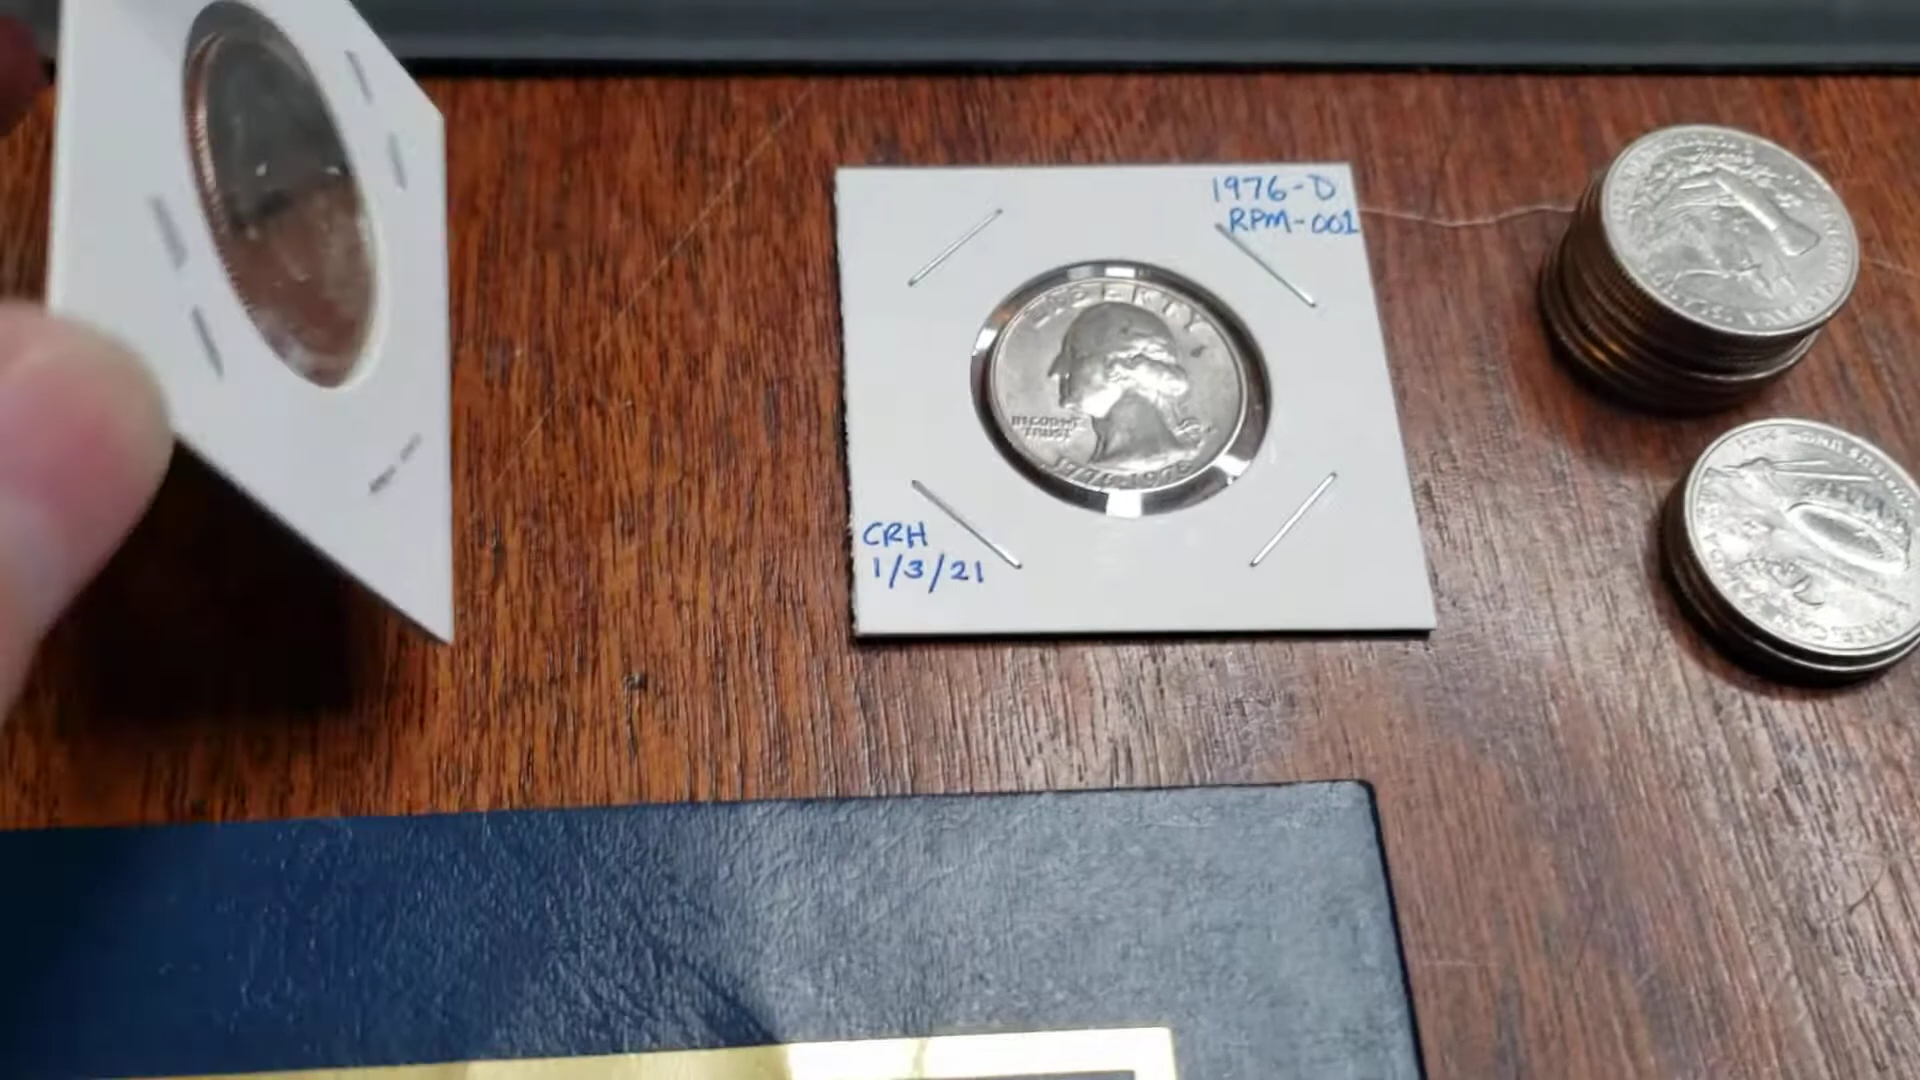 1976-D
RPM-001
LIBERTY
IN GOD WE
TRUST
1776-1976
CRH
1/3/21